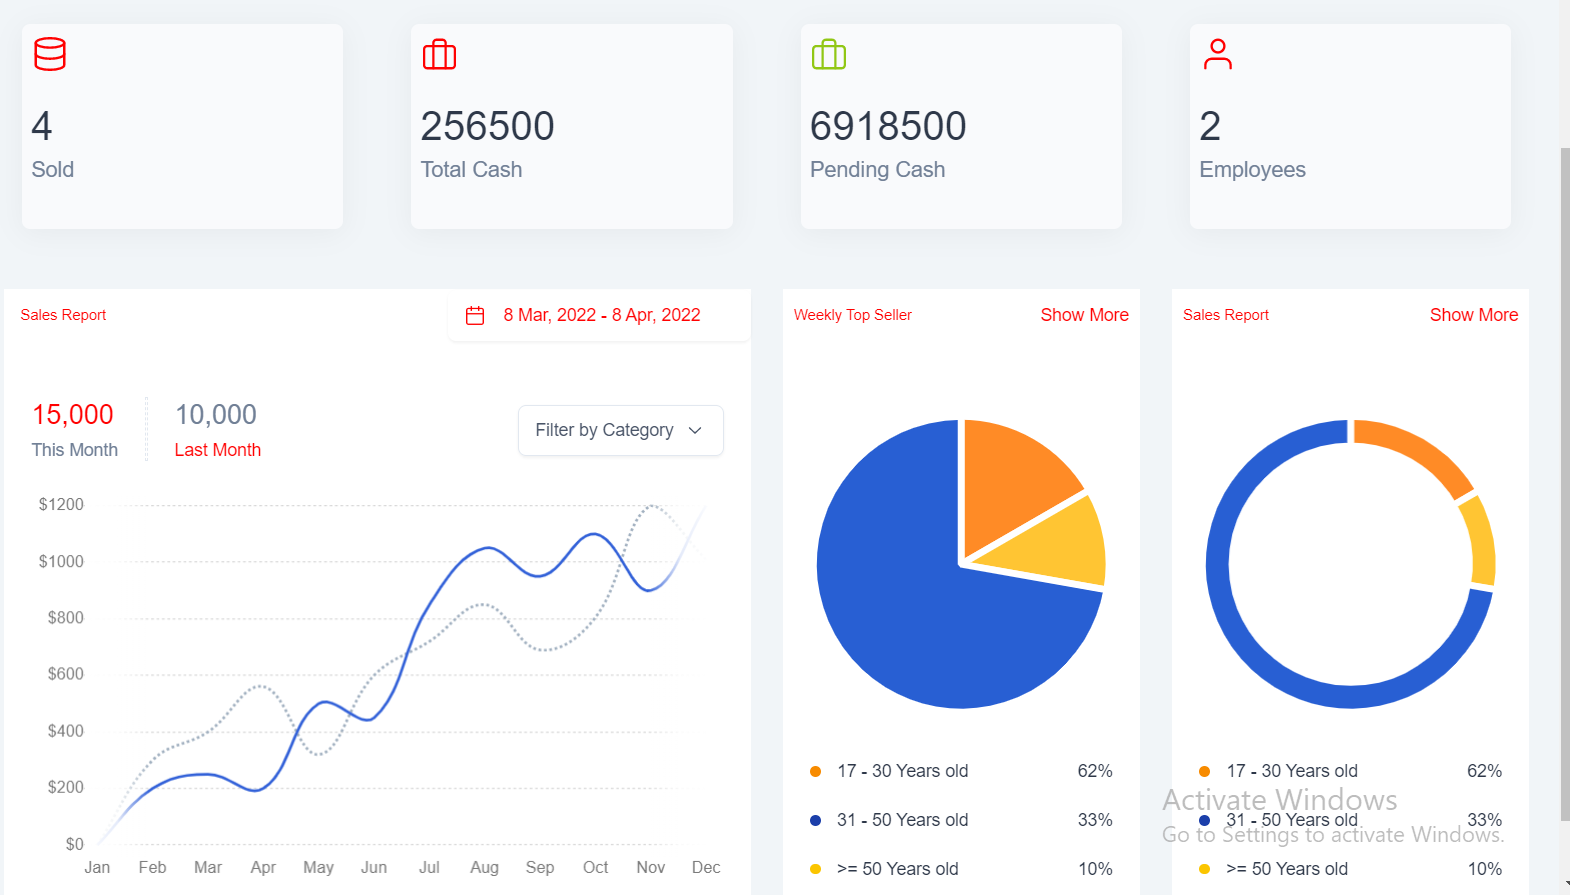 4
Sold
256500
Total Cash
6918500
Pending Cash
2
Employees
Sales Report
8 Mar, 2022 - 8 Apr, 2022
15,000
This Month
10,000
Last Month
Filter by Category
$1200
$1000
$800
$600
$400
$200
$0
Jan Feb Mar Apr May Jun Jul Aug Sep Oct Nov Dec
Weekly Top Seller
Show More
17 - 30 Years old 62%
31 - 50 Years old 33%
>= 50 Years old 10%
Sales Report
Show More
17 - 30 Years old 62%
31 - 50 Years old 33%
>= 50 Years old 10%
Activate Windows
Go to Settings to activate Windows.